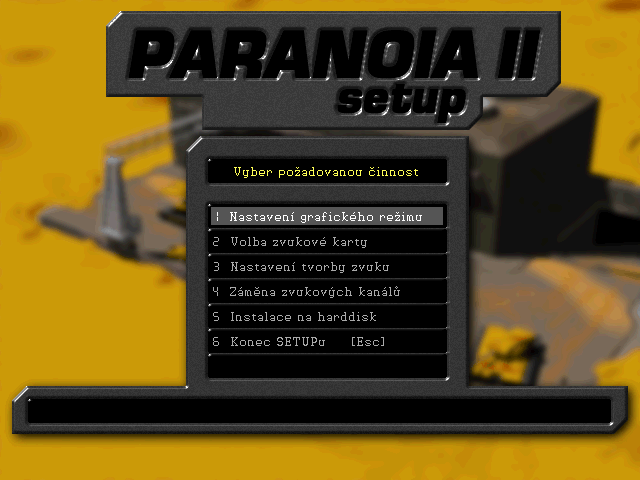 PARANOIA II
setup
Vyber požadovanou činnost
1 Nastavení grafického režimu
2 Volba zvukové karty
3 Nastavení tvorby zvuku
4 Záměna zvukových kanálů
5 Instalace na harddisk
6 Konec SETUPu [Esc]